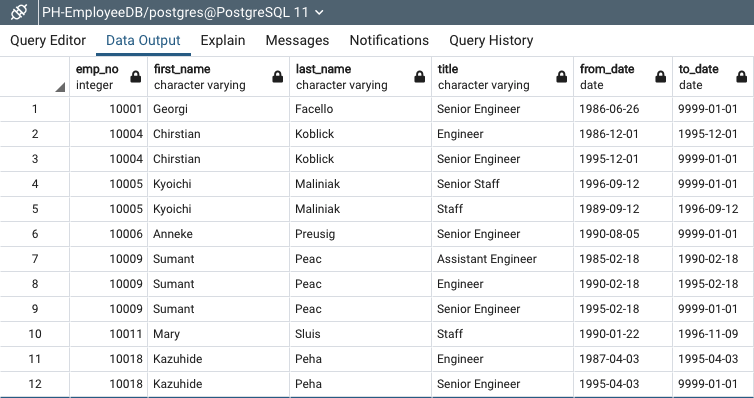 PH-EmployeeDB/postgres@PostgreSQL 11
Query Editor Data Output Explain Messages Notifications Query History
emp_no first_name last_name title from_date to_date
integer character varying character varying character varying date date
1 10001 Georgi Facello Senior Engineer 1986-06-26 9999-01-01
2 10004 Chirstian Koblick Engineer 1986-12-01 1995-12-01
3 10004 Chirstian Koblick Senior Engineer 1995-12-01 9999-01-01
4 10005 Kyoichi Maliniak Senior Staff 1996-09-12 9999-01-01
5 10005 Kyoichi Maliniak Staff 1989-09-12 1996-09-12
6 10006 Anneke Preusig Senior Engineer 1990-08-05 9999-01-01
7 10009 Sumant Peac Assistant Engineer 1985-02-18 1990-02-18
8 10009 Sumant Peac Engineer 1990-02-18 1995-02-18
9 10009 Sumant Peac Senior Engineer 1995-02-18 9999-01-01
10 10011 Mary Sluis Staff 1990-01-22 1996-11-09
11 10018 Kazuhide Peha Engineer 1987-04-03 1995-04-03
12 10018 Kazuhide Peha Senior Engineer 1995-04-03 9999-01-01